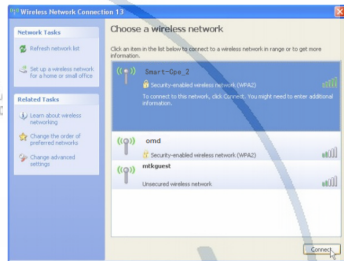 Wireless Network Connection 13
Network Tasks
Refresh network list
Set up a wireless network
for a home or small office
Related Tasks
Learn about wireless
networking
Change the order of
preferred networks
Change advanced
settings
Choose a wireless network
Click an item in the list below to connect to a wireless network in range or to get more
information.
Smart-Gpe_2
Security-enabled wireless network (WPA2)
To connect to this network, click Connect. You might need to enter additional
information.
omd
Security-enabled wireless network (WPA2)
mtkguest
Unsecured wireless network
Connect